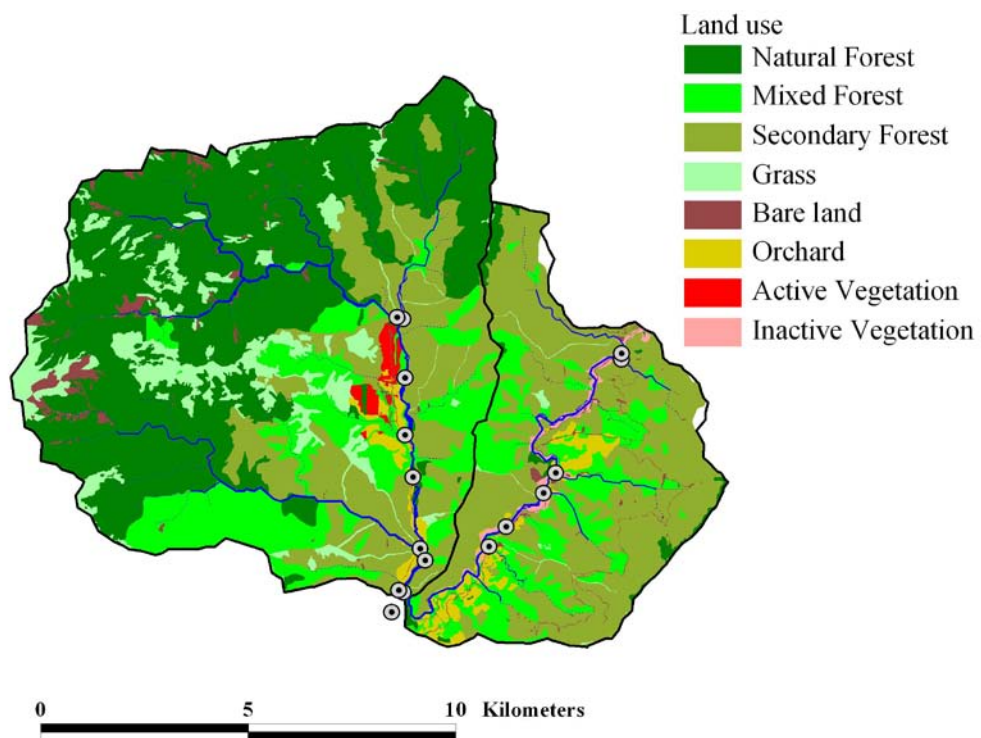 Land use
Natural Forest
Mixed Forest
Secondary Forest
Grass
Bare land
Orchard
Active Vegetation
Inactive Vegetation
0 5 10 Kilometers